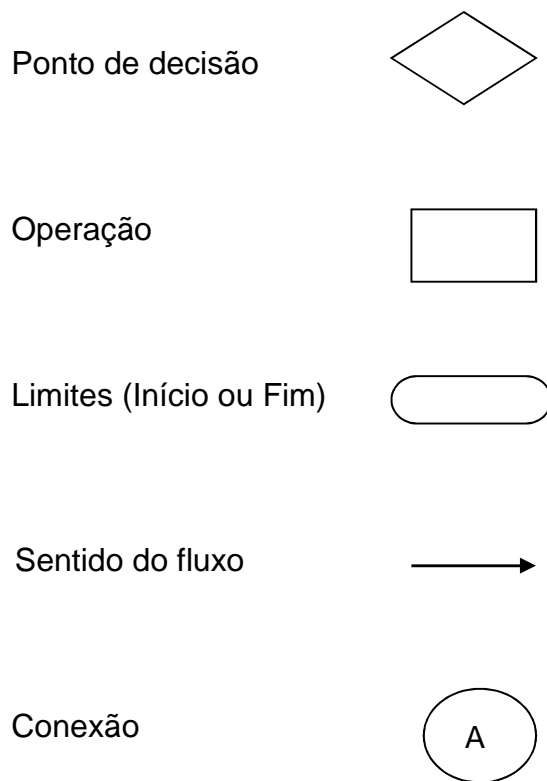 Ponto de decisão
Operação
Limites (Início ou Fim)
Sentido do fluxo
Conexão
A